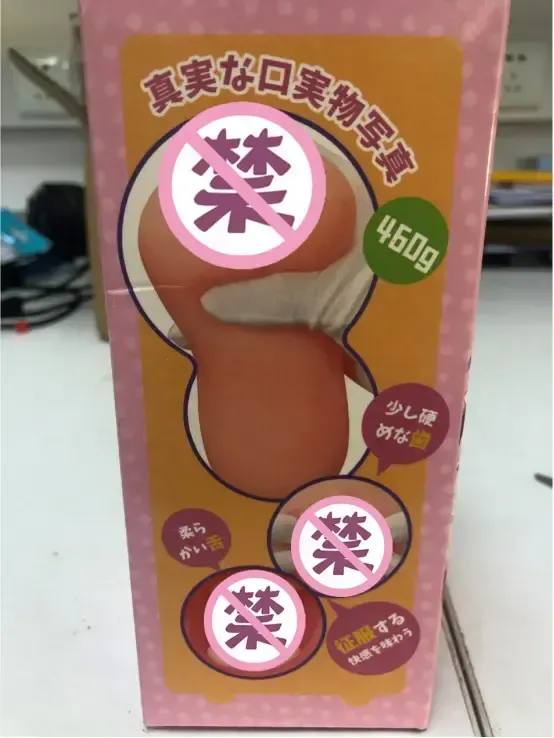 真実な口実物写真
禁
460g
少し硬
めな歯
禁
柔ら
かい舌
禁
征服する
快感を味わう